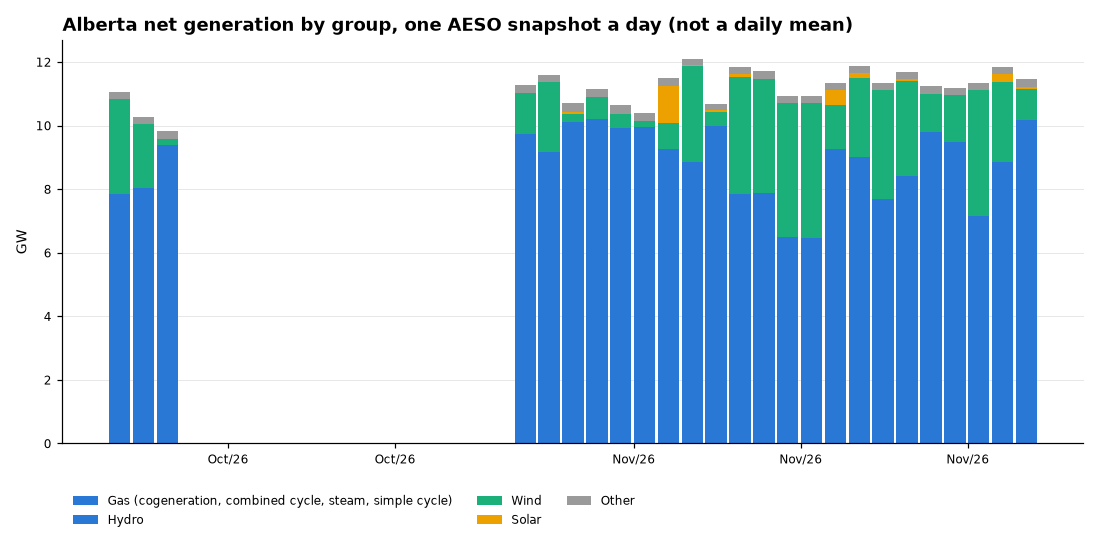 Alberta net generation by group, one AESO snapshot a day (not a daily mean)
12
10
8
6
4
2
0
GW
Oct/26 Oct/26 Nov/26 Nov/26 Nov/26
Gas (cogeneration, combined cycle, steam, simple cycle) Wind Other
Hydro Solar